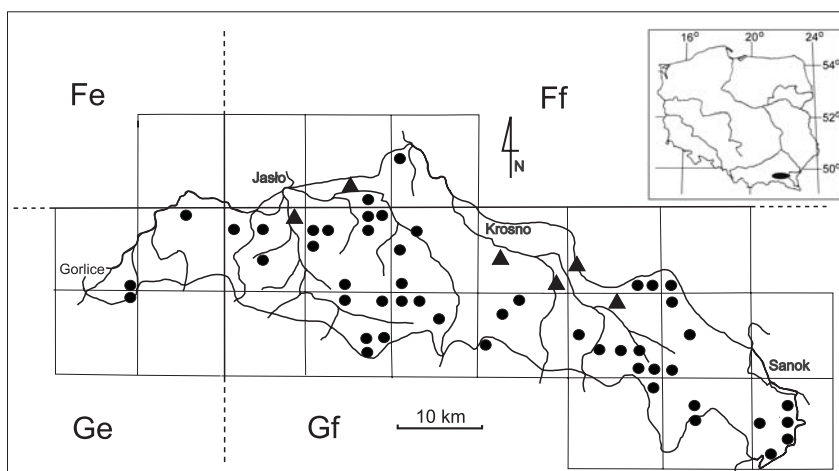 16° 20° 24°
54°
52°
50°
Fe
Ff
N
Jasło
Krosno
Gorlice
Sanok
Ge
Gf
10 km